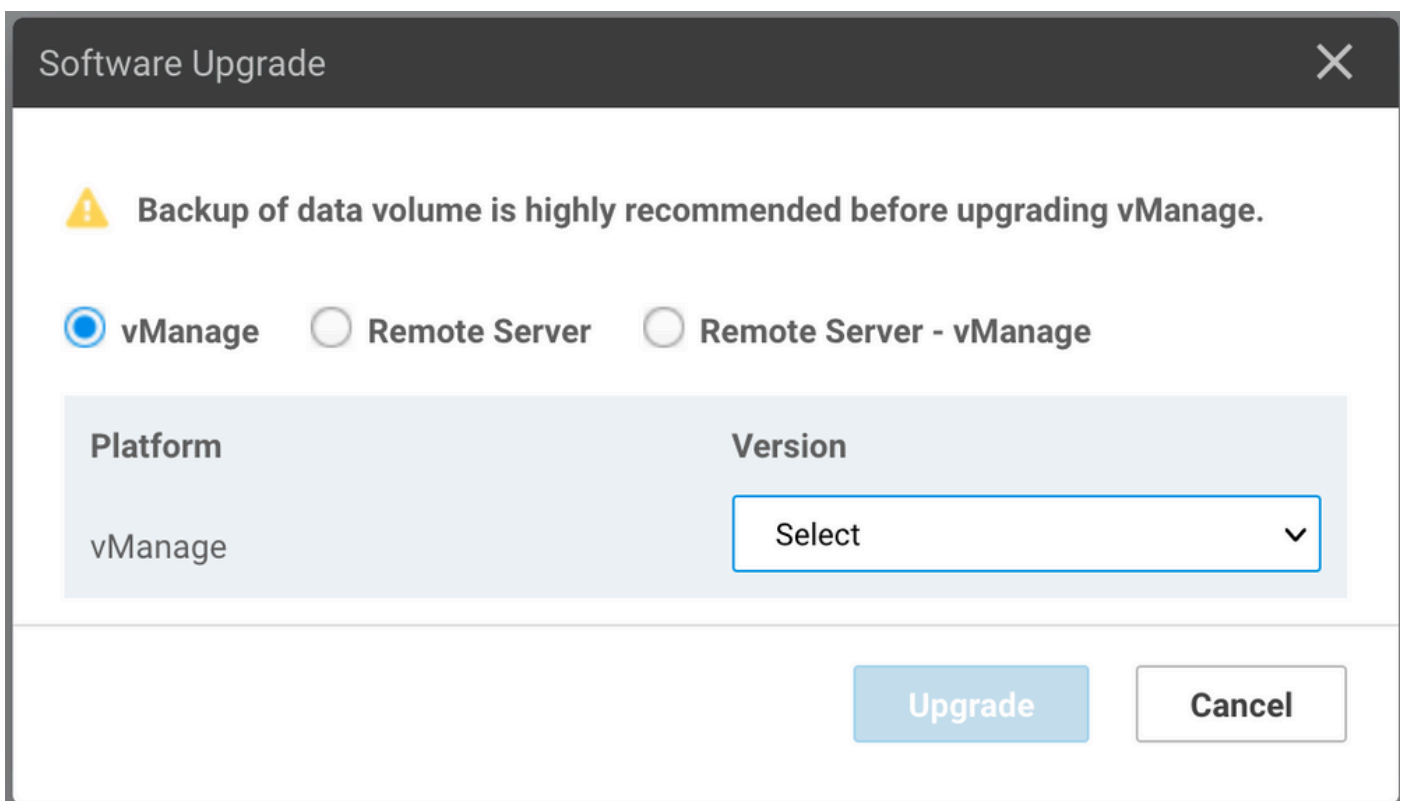 Software Upgrade
Backup of data volume is highly recommended before upgrading vManage.
vManage Remote Server Remote Server - vManage
Platform Version
vManage Select
Upgrade Cancel